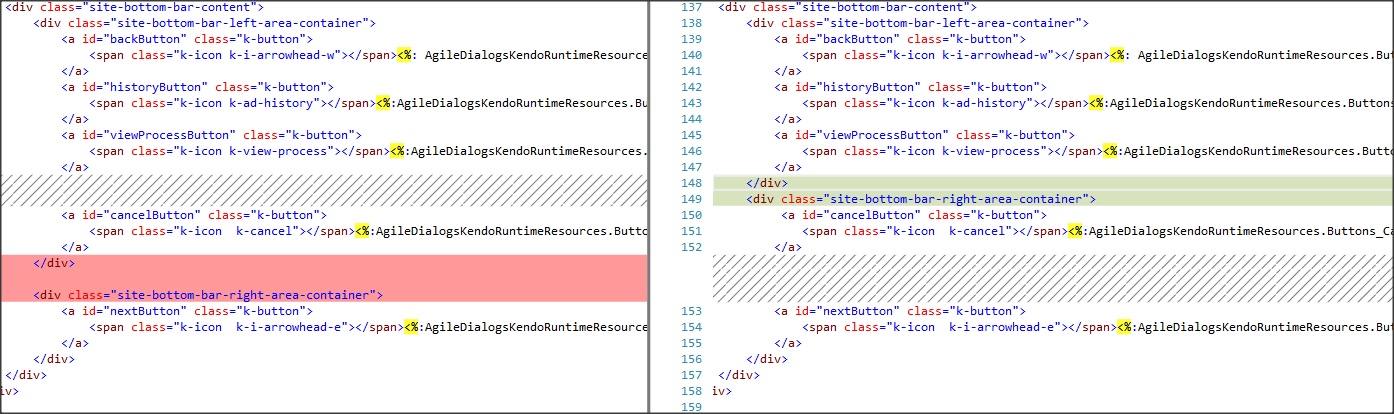 <div class="site-bottom-bar-content">
<div class="site-bottom-bar-left-area-container">
<a id="backButton" class="k-button">
<span class="k-icon k-i-arrowhead-w"></span><%: AgileDialogsKendoRuntimeResource
</a>
<a id="historyButton" class="k-button">
<span class="k-icon k-ad-history"></span><%:AgileDialogsKendoRuntimeResources.Bu
</a>
<a id="viewProcessButton" class="k-button">
<span class="k-icon k-view-process"></span><%:AgileDialogsKendoRuntimeResources.
</a>
<a id="cancelButton" class="k-button">
<span class="k-icon  k-cancel"></span><%:AgileDialogsKendoRuntimeResources.Butto
</a>
</div>
<div class="site-bottom-bar-right-area-container">
<a id="nextButton" class="k-button">
<span class="k-icon  k-i-arrowhead-e"></span><%:AgileDialogsKendoRuntimeResource
</a>
</div>
</div>
iv>
137 <div class="site-bottom-bar-content">
138 <div class="site-bottom-bar-left-area-container">
139 <a id="backButton" class="k-button">
140 <span class="k-icon k-i-arrowhead-w"></span><%: AgileDialogsKendoRuntimeResources.But
141 </a>
142 <a id="historyButton" class="k-button">
143 <span class="k-icon k-ad-history"></span><%:AgileDialogsKendoRuntimeResources.Buttons
144 </a>
145 <a id="viewProcessButton" class="k-button">
146 <span class="k-icon k-view-process"></span><%:AgileDialogsKendoRuntimeResources.Butto
147 </a>
148 </div>
149 <div class="site-bottom-bar-right-area-container">
150 <a id="cancelButton" class="k-button">
151 <span class="k-icon  k-cancel"></span><%:AgileDialogsKendoRuntimeResources.Buttons_Ca
152 </a>
153 <a id="nextButton" class="k-button">
154 <span class="k-icon  k-i-arrowhead-e"></span><%:AgileDialogsKendoRuntimeResources.But
155 </a>
156 </div>
157 </div>
158 iv>
159